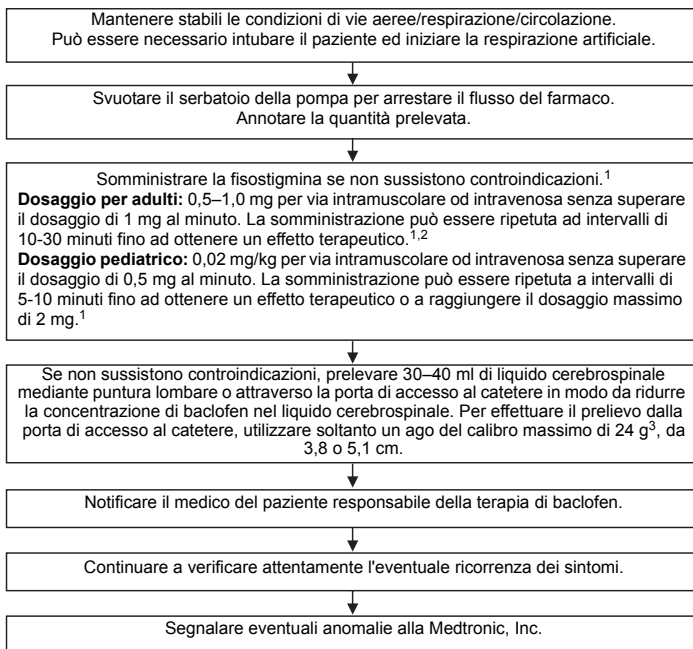 Mantenere stabili le condizioni di vie aeree/respirazione/circolazione.
Può essere necessario intubare il paziente ed iniziare la respirazione artificiale.
Svuotare il serbatoio della pompa per arrestare il flusso del farmaco.
Annotare la quantità prelevata.
Somministrare la fisostigmina se non sussistono controindicazioni.1
Dosaggio per adulti: 0,5–1,0 mg per via intramuscolare od intravenosa senza superare
il dosaggio di 1 mg al minuto. La somministrazione può essere ripetuta ad intervalli di
10-30 minuti fino ad ottenere un effetto terapeutico.1,2
Dosaggio pediatrico: 0,02 mg/kg per via intramuscolare od intravenosa senza superare
il dosaggio di 0,5 mg al minuto. La somministrazione può essere ripetuta a intervalli di
5-10 minuti fino ad ottenere un effetto terapeutico o a raggiungere il dosaggio massimo
di 2 mg.1
Se non sussistono controindicazioni, prelevare 30–40 ml di liquido cerebrospinale
mediante puntura lombare o attraverso la porta di accesso al catetere in modo da ridurre
la concentrazione di baclofen nel liquido cerebrospinale. Per effettuare il prelievo dalla
porta di accesso al catetere, utilizzare soltanto un ago del calibro massimo di 24 g3, da
3,8 o 5,1 cm.
Notificare il medico del paziente responsabile della terapia di baclofen.
Continuare a verificare attentamente l'eventuale ricorrenza dei sintomi.
Segnalare eventuali anomalie alla Medtronic, Inc.